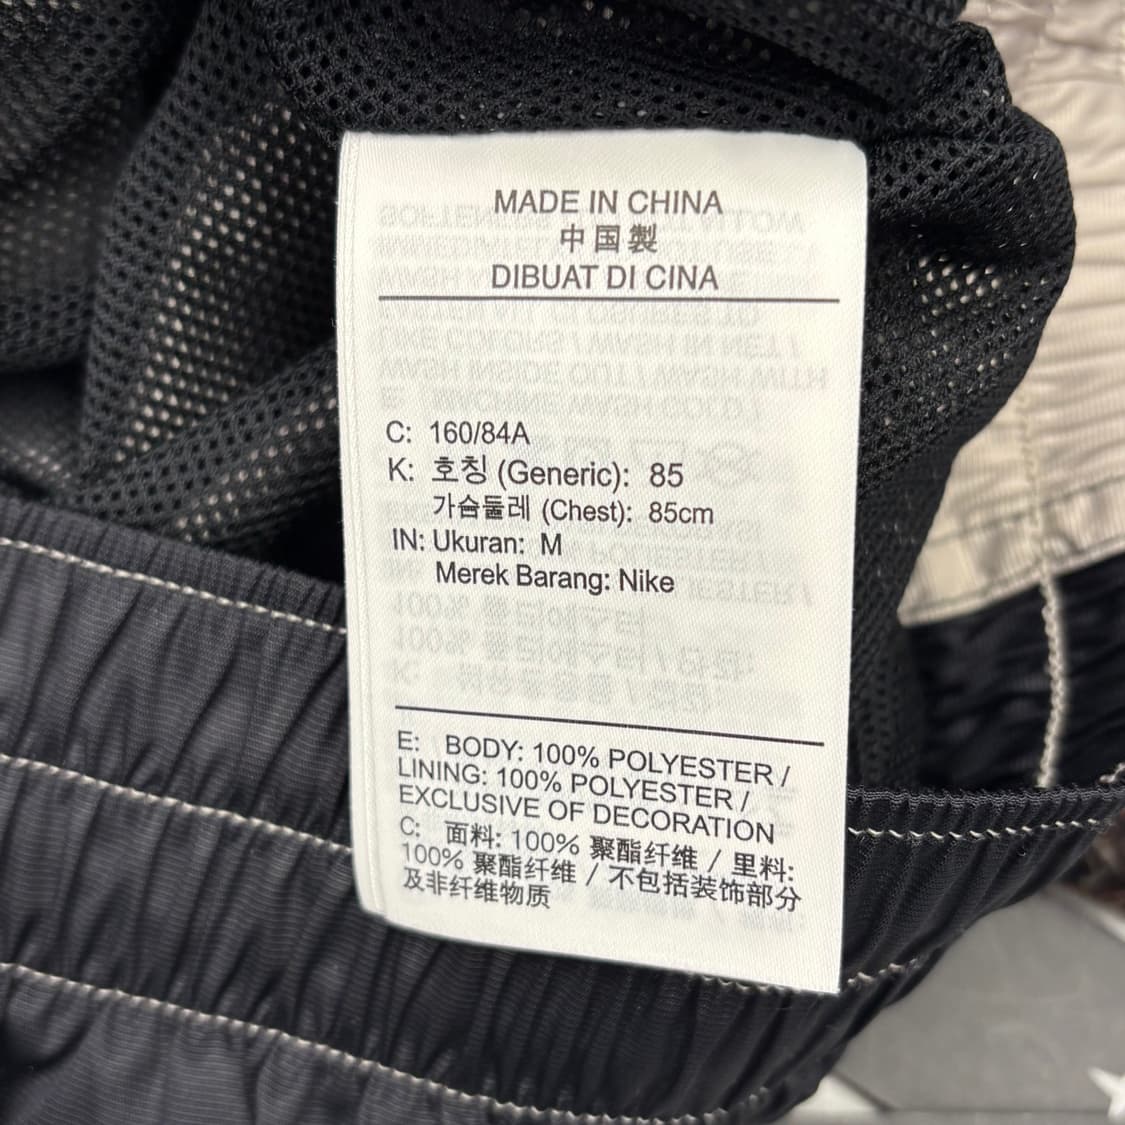 MADE IN CHINA
中国製
DIBUAT DI CINA
C: 160/84A
K: 호칭 (Generic): 85
가슴둘레 (Chest): 85cm
IN: Ukuran: M
Merek Barang: Nike
E: BODY: 100% POLYESTER /
LINING: 100% POLYESTER /
EXCLUSIVE OF DECORATION
C: 面料: 100% 聚酯纤维 / 里料:
100% 聚酯纤维 / 不包括装饰部分
及非纤维物质